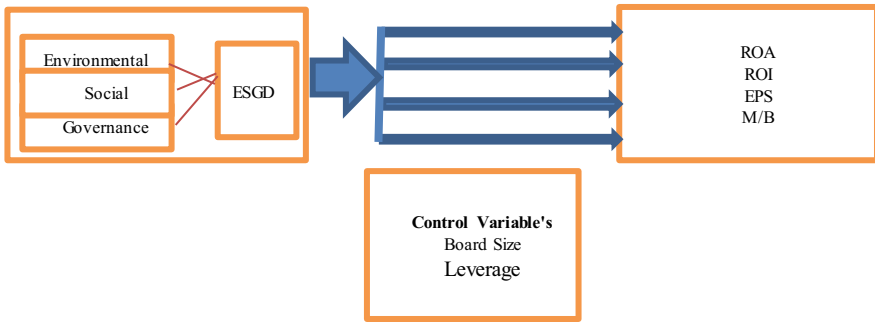 Environmental
Social
Governance
ESGD
ROA
ROI
EPS
M/B
Control Variable's
Board Size
Leverage